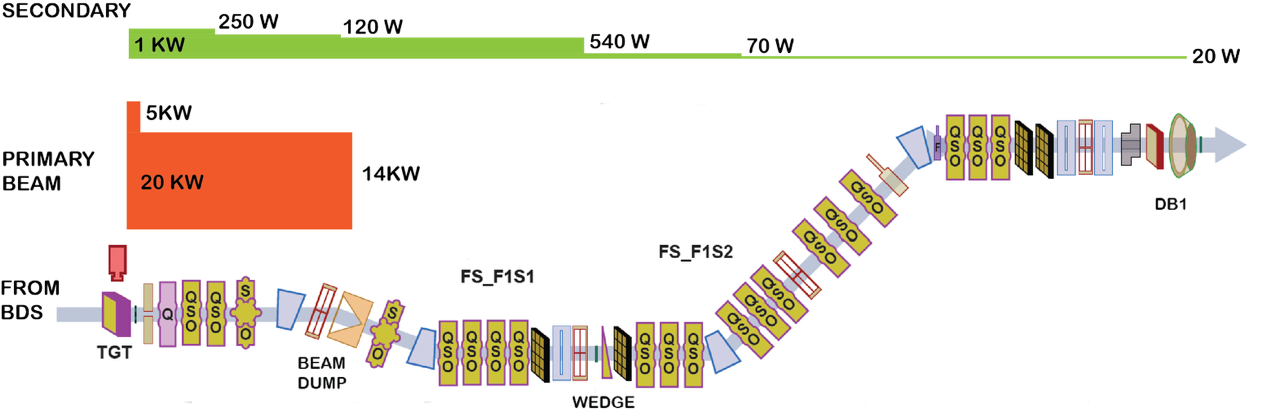 SECONDARY
250 W
120 W
1 KW
540 W
70 W
20 W
5KW
PRIMARY
BEAM
20 KW
14KW
FROM
BDS
TGT
Q
QSO
QSO
SO
BEAM
DUMP
SO
FS_F1S1
QSO
QSO
QSO
QSO
WEDGE
QSO
QSO
QSO
FS_F1S2
QSO
QSO
QSO
QSO
QSO
QSO
F
QSO
QSO
QSO
DB1